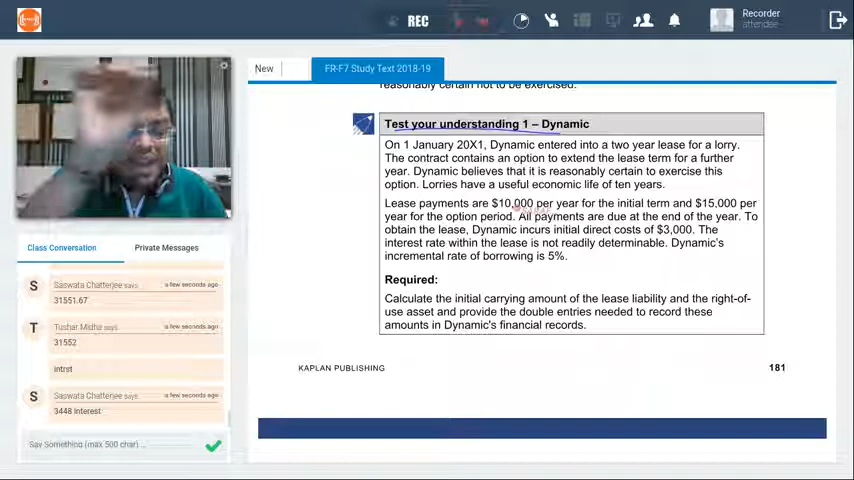 REC
Recorder
attendee
New
FR-F7 Study Text 2018-19
reasonably certain not to be exercised.
Test your understanding 1 – Dynamic
On 1 January 20X1, Dynamic entered into a two year lease for a lorry.
The contract contains an option to extend the lease term for a further
year. Dynamic believes that it is reasonably certain to exercise this
option. Lorries have a useful economic life of ten years.
Lease payments are $10,000 per year for the initial term and $15,000 per
year for the option period. All payments are due at the end of the year. To
obtain the lease, Dynamic incurs initial direct costs of $3,000. The
interest rate within the lease is not readily determinable. Dynamic's
incremental rate of borrowing is 5%.
Required:
Calculate the initial carrying amount of the lease liability and the right-of-
use asset and provide the double entries needed to record these
amounts in Dynamic's financial records.
KAPLAN PUBLISHING
181
Class Conversation
Private Messages
S
Saswata Chatterjee says
a few seconds ago
31551.67
T
Tushar Midha says
a few seconds ago
31552
intrst
S
Saswata Chatterjee says
a few seconds ago
3448 interest
Say Something (max 500 char) ...